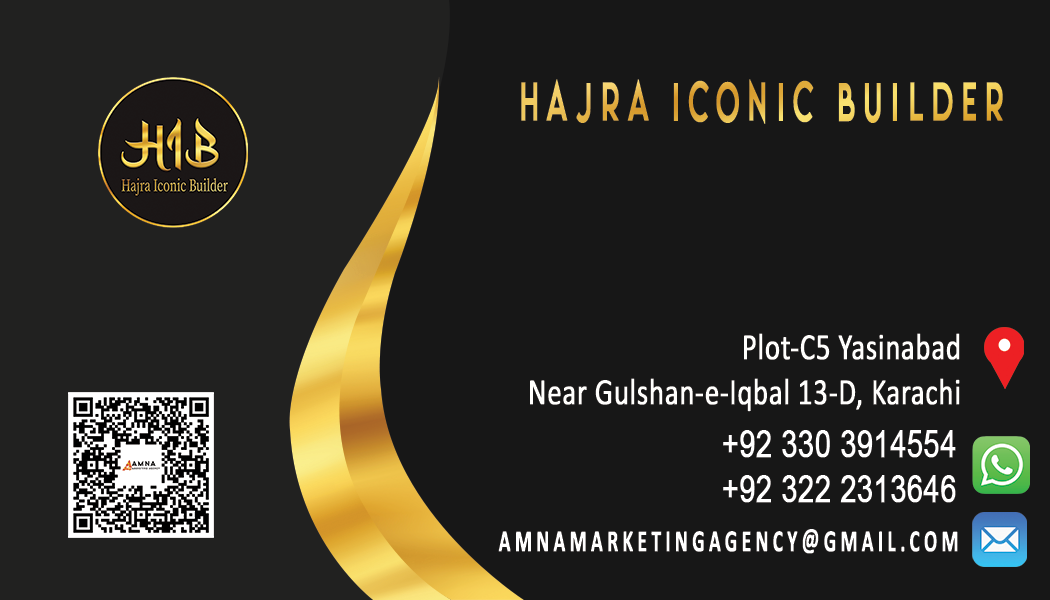 HIB
Hajra Iconic Builder
HAJRA ICONIC BUILDER
Plot-C5 Yasinabad
Near Gulshan-e-Iqbal 13-D, Karachi
+92 330 3914554
+92 322 2313646
AMNAMARKETINGAGENCY@GMAIL.COM
AMNA